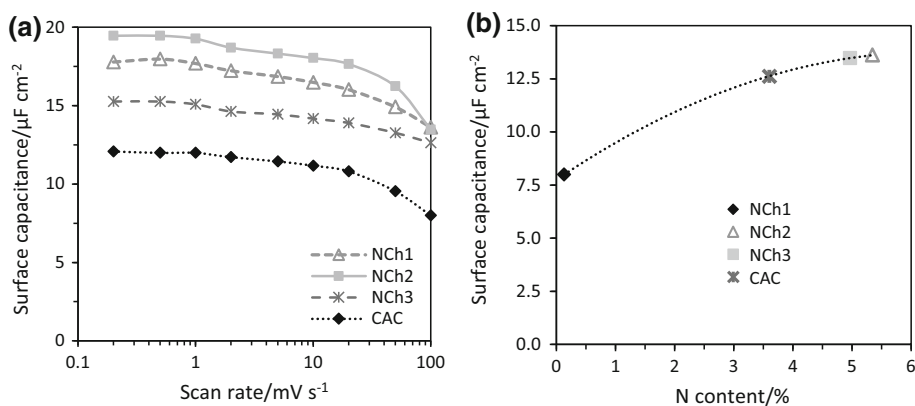 (a)
Surface capacitance/µF cm⁻²
20
15
10
5
0
0.1
1
10
100
Scan rate/mV s⁻¹
NCh1
NCh2
NCh3
CAC
(b)
Surface capacitance/µF cm⁻²
15.0
12.5
10.0
7.5
5.0
2.5
0.0
0
1
2
3
4
5
6
N content/%
NCh1
NCh2
NCh3
CAC